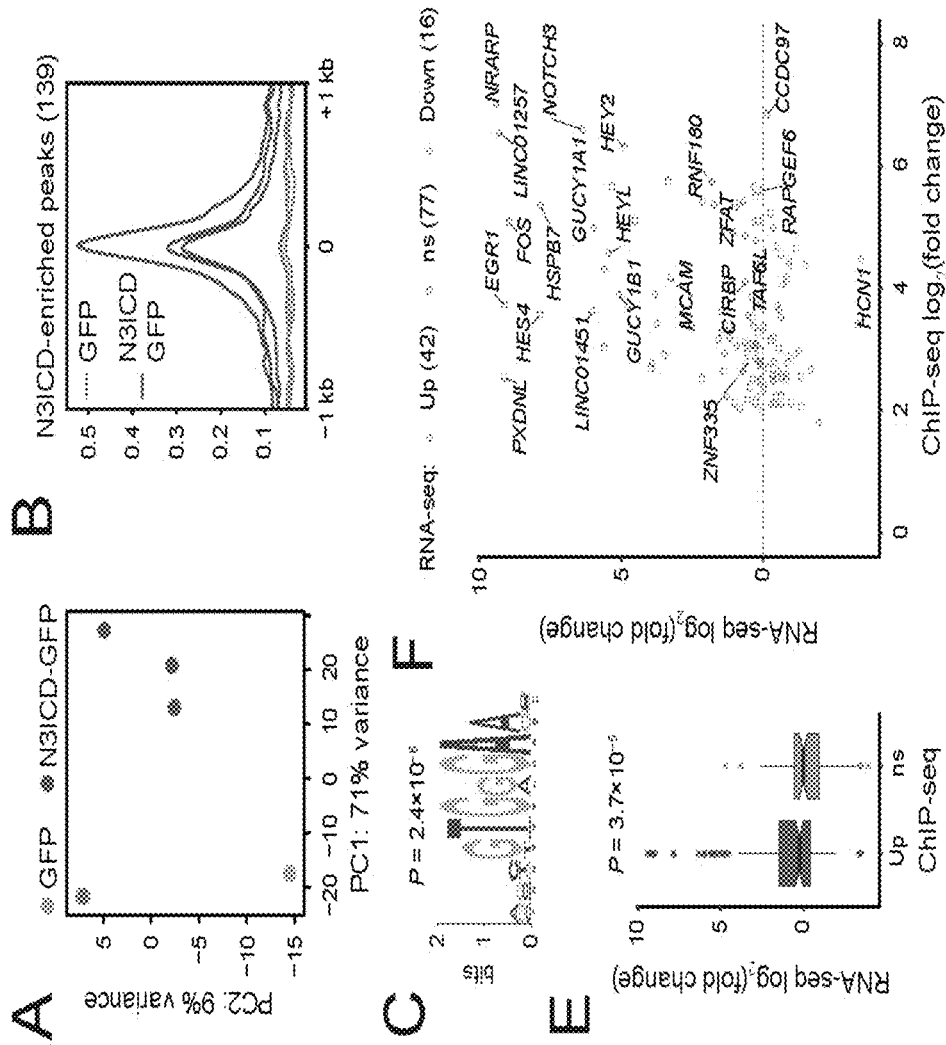 A
GFP N3ICD-GFP
PC2: 9% variance
5
0
−5
−10
−15
−20 −10 0 10 20
PC1: 71% variance
B
N3ICD-enriched peaks (139)
GFP
N3ICD
GFP
0.5
0.4
0.3
0.2
0.1
−1 kb 0 +1 kb
C
P = 2.4×10⁻⁶
bits
2
1
0
GTGGGAA
E
P = 3.7×10⁻⁵
RNA-seq log₂(fold change)
10
5
0
Up ns
ChIP-seq
F
RNA-seq: Up (42) ns (77) Down (16)
RNA-seq log₂(fold change)
10
5
0
EGR1
NRARP
PXDNL
HES4
FOS
LINC01257
HSPB7
NOTCH3
LINC01451
GUCY1A1
HEY2
HEYL
GUCY1B1
MCAM
RNF180
CIRBP
ZFAT
ZNF335
TAF6L
CCDC97
RAPGEF6
HCN1
0 2 4 6 8
ChIP-seq log₂(fold change)